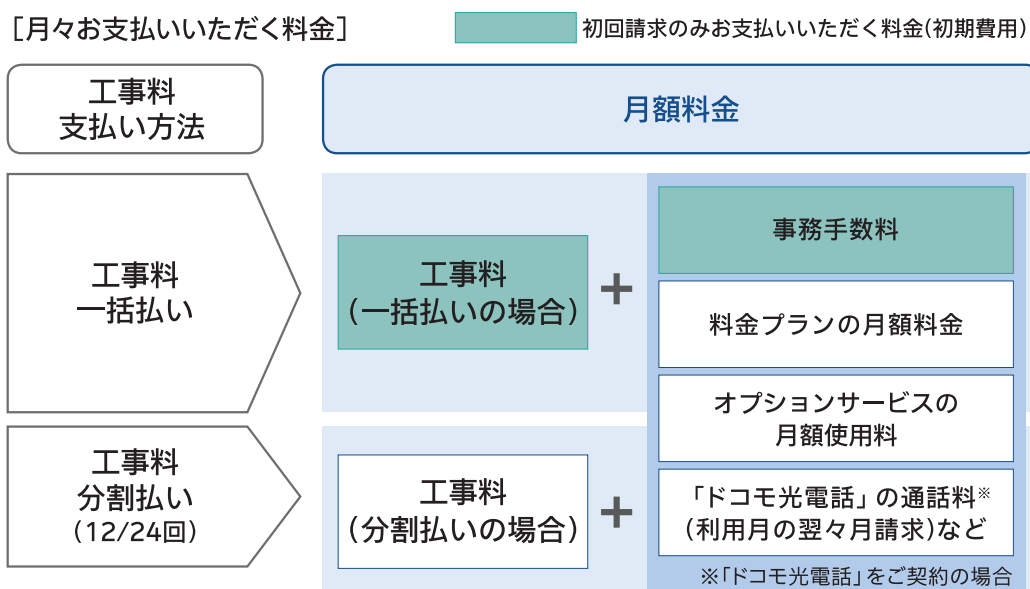 [月々お支払いいただく料金]
初回請求のみお支払いいただく料金(初期費用)
工事料
支払い方法
月額料金
工事料
一括払い
工事料
(一括払いの場合)
+
事務手数料
料金プランの月額料金
オプションサービスの
月額使用料
「ドコモ光電話」の通話料※
(利用月の翌々月請求)など
※「ドコモ光電話」をご契約の場合
工事料
分割払い
(12/24回)
工事料
(分割払いの場合)
+